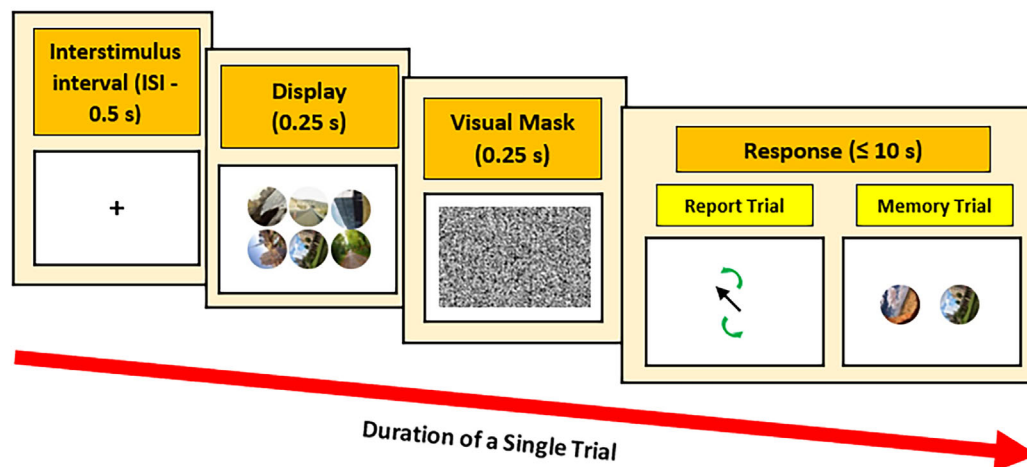 Interstimulus
interval (ISI -
0.5 s)
Display
(0.25 s)
Visual Mask
(0.25 s)
Response (≤ 10 s)
Report Trial
Memory Trial
+
Duration of a Single Trial